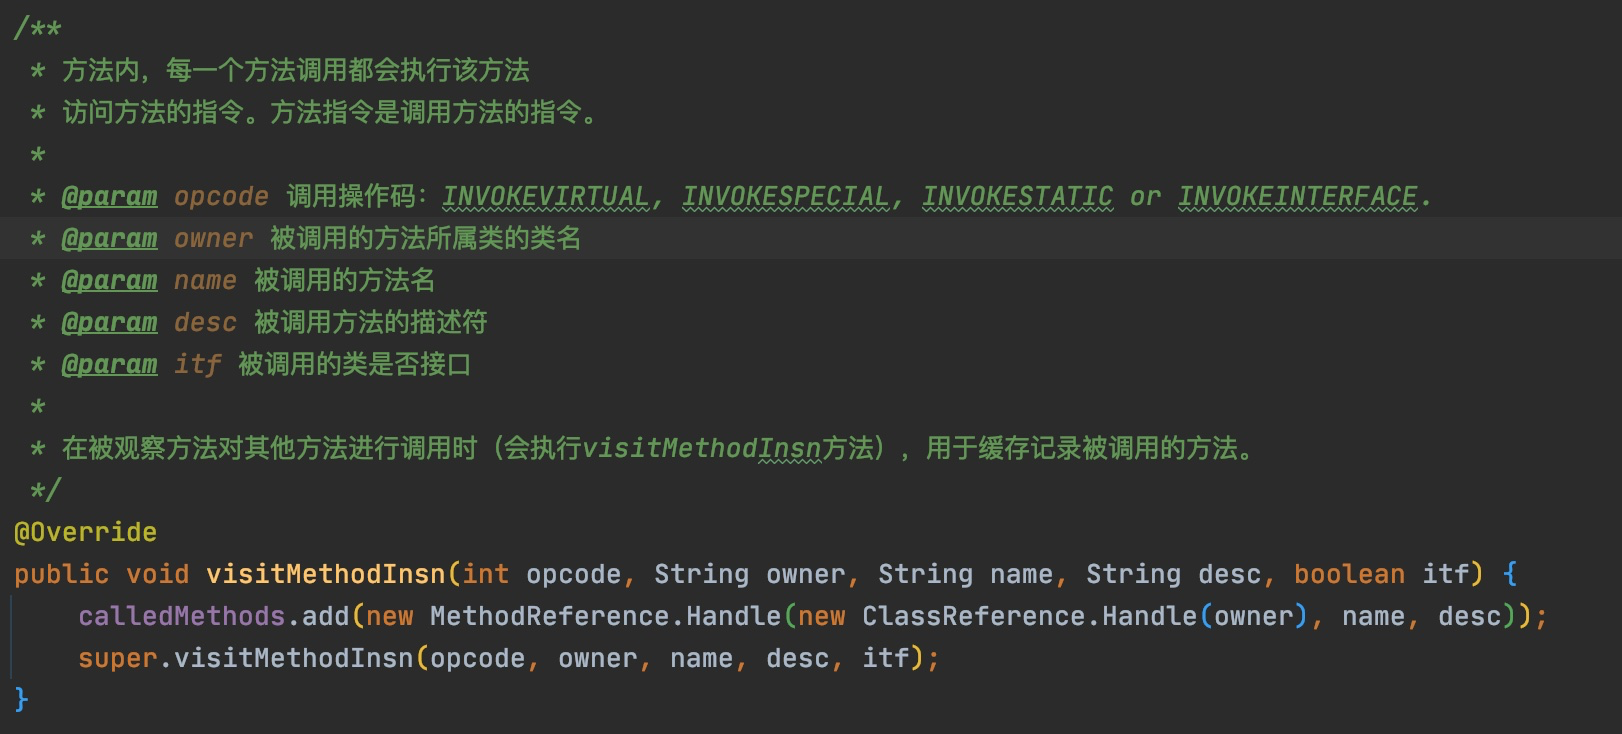 /**
 * 方法内，每一个方法调用都会执行该方法
 * 访问方法的指令。方法指令是调用方法的指令。
 *
 * @param opcode 调用操作码：INVOKEVIRTUAL, INVOKESPECIAL, INVOKESTATIC or INVOKEINTERFACE.
 * @param owner 被调用的方法所属类的类名
 * @param name 被调用的方法名
 * @param desc 被调用方法的描述符
 * @param itf 被调用的类是否接口
 *
 * 在被观察方法对其他方法进行调用时（会执行visitMethodInsn方法），用于缓存记录被调用的方法。
 */
@Override
public void visitMethodInsn(int opcode, String owner, String name, String desc, boolean itf) {
    calledMethods.add(new MethodReference.Handle(new ClassReference.Handle(owner), name, desc));
    super.visitMethodInsn(opcode, owner, name, desc, itf);
}